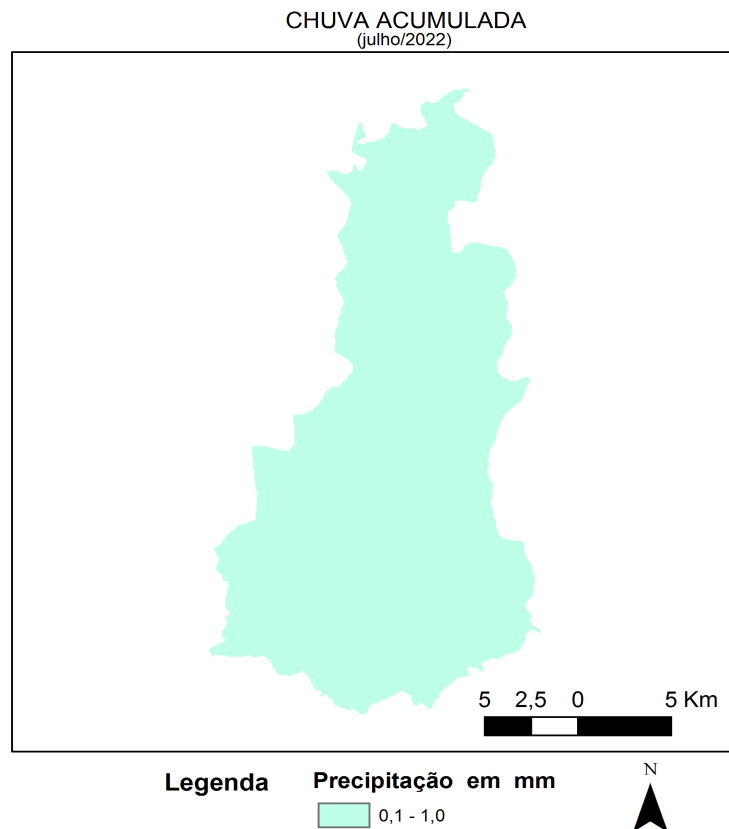 CHUVA ACUMULADA
(julho/2022)
5 2,5 0 5 Km
N
Legenda Precipitação em mm
0,1 - 1,0